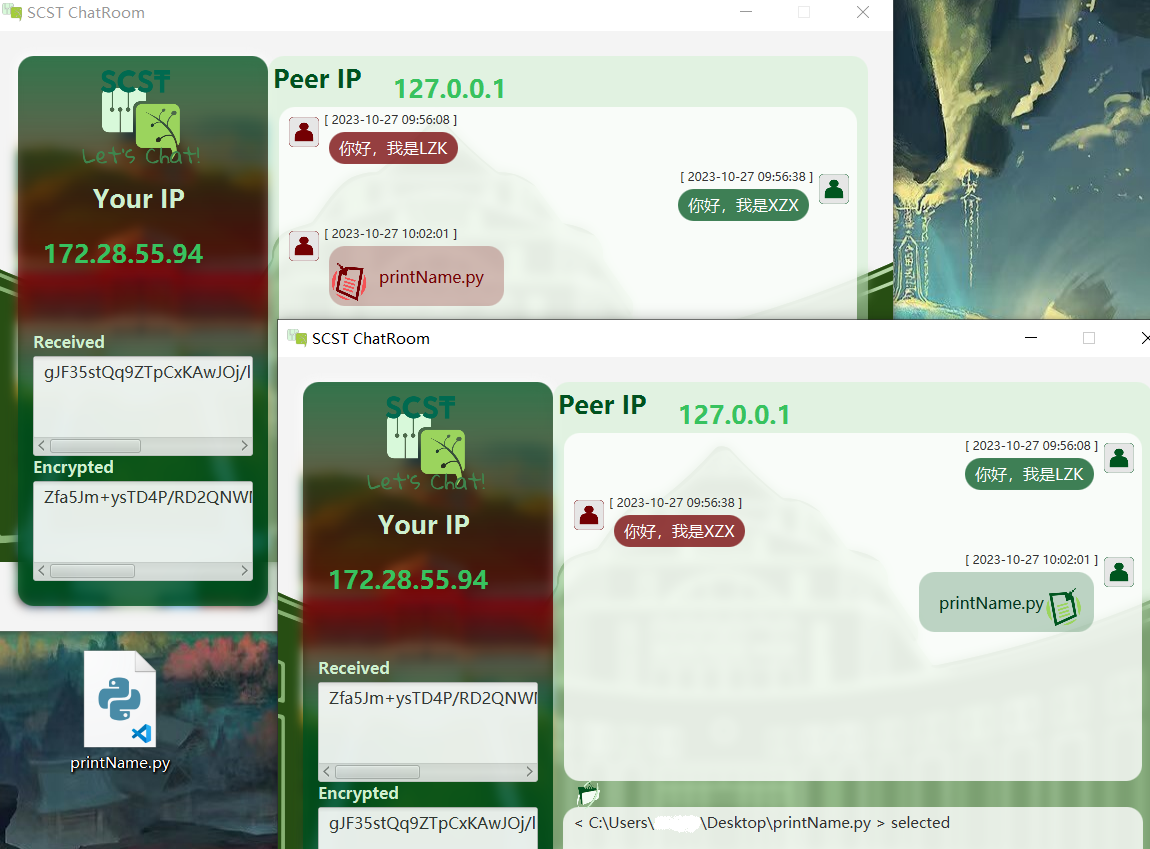 SCST ChatRoom
SCST
Let's Chat!
Your IP
172.28.55.94
Received
gJF35stQq9ZTpCxKAwJOj/l
Encrypted
Zfa5Jm+ysTD4P/RD2QNW
Peer IP
127.0.0.1
[ 2023-10-27 09:56:08 ]
你好，我是LZK
[ 2023-10-27 09:56:38 ]
你好，我是XZX
[ 2023-10-27 10:02:01 ]
printName.py
SCST ChatRoom
SCST
Let's Chat!
Your IP
172.28.55.94
Received
Zfa5Jm+ysTD4P/RD2QNW
Encrypted
gJF35stQq9ZTpCxKAwJOj/l
Peer IP
127.0.0.1
[ 2023-10-27 09:56:08 ]
你好，我是LZK
[ 2023-10-27 09:56:38 ]
你好，我是XZX
[ 2023-10-27 10:02:01 ]
printName.py
< C:\Users\ \Desktop\printName.py > selected
printName.py